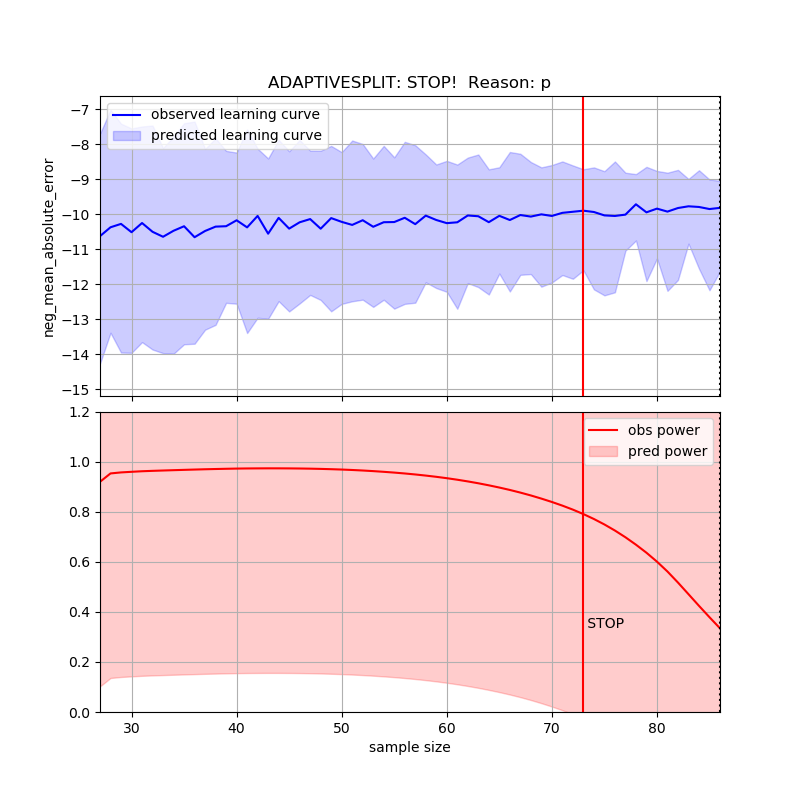 ADAPTIVESPLIT: STOP!  Reason: p
observed learning curve
predicted learning curve
neg_mean_absolute_error
−7
−8
−9
−10
−11
−12
−13
−14
−15
obs power
pred power
1.2
1.0
0.8
0.6
0.4
0.2
0.0
STOP
30 40 50 60 70 80
sample size